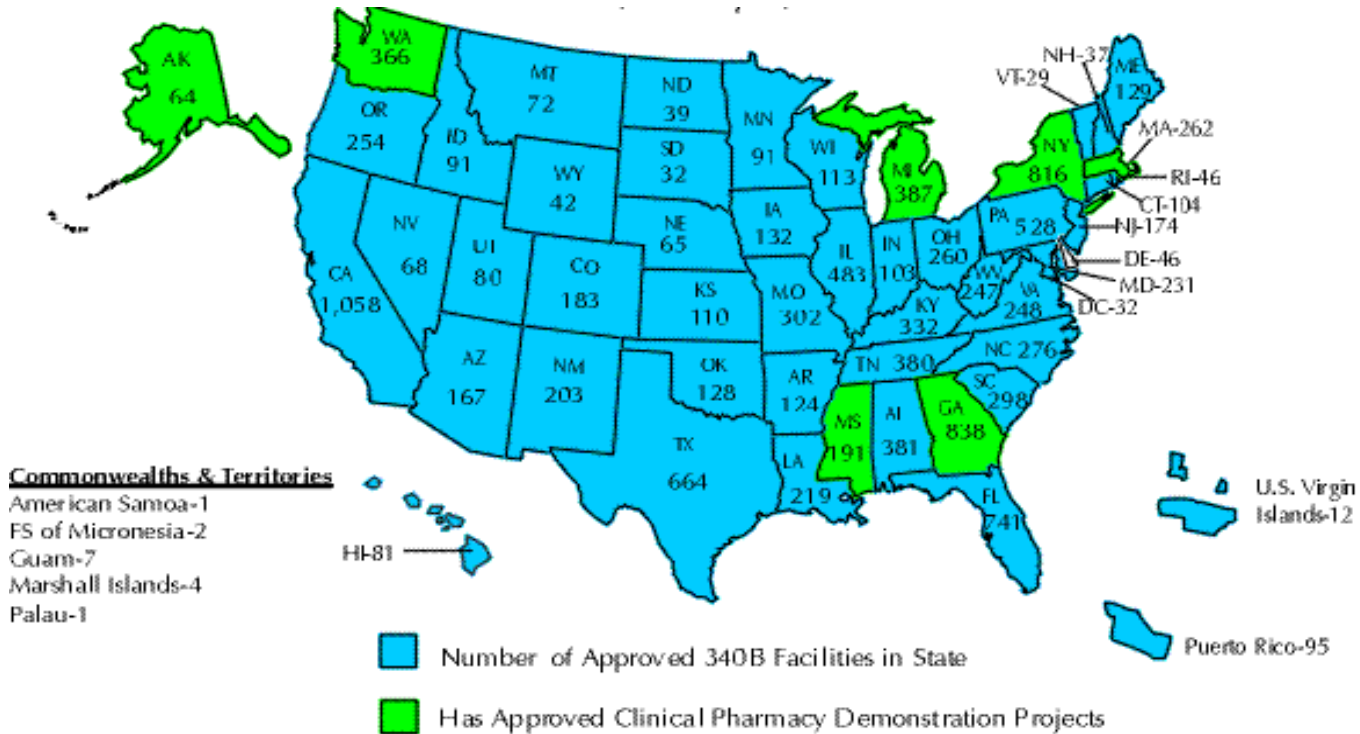 AK
64
WA
366
MT
72
ND
39
MN
91
NH-37
VT-29
ME
129
MA-262
OR
254
ID
91
WY
42
SD
32
WI
113
MI
387
NY
816
RI-46
CT-104
NJ-174
NV
68
UT
80
NE
65
IA
132
IL
483
IN
103
OH
260
PA 528
DE-46
MD-231
DC-32
CA
1,058
CO
183
KS
110
MO
302
KY
332
WV
247
VA
248
AZ
167
NM
203
OK
128
AR
124
TN 380
NC 276
SC
298
MS
191
AL
381
GA
838
TX
664
LA
219
FL
741
Commonwealths & Territories
American Samoa-1
FS of Micronesia-2
Guam-7
Marshall Islands-4
Palau-1
HI-81
U.S. Virgin
Islands-12
Puerto Rico-95
Number of Approved 340B Facilities in State
Has Approved Clinical Pharmacy Demonstration Projects